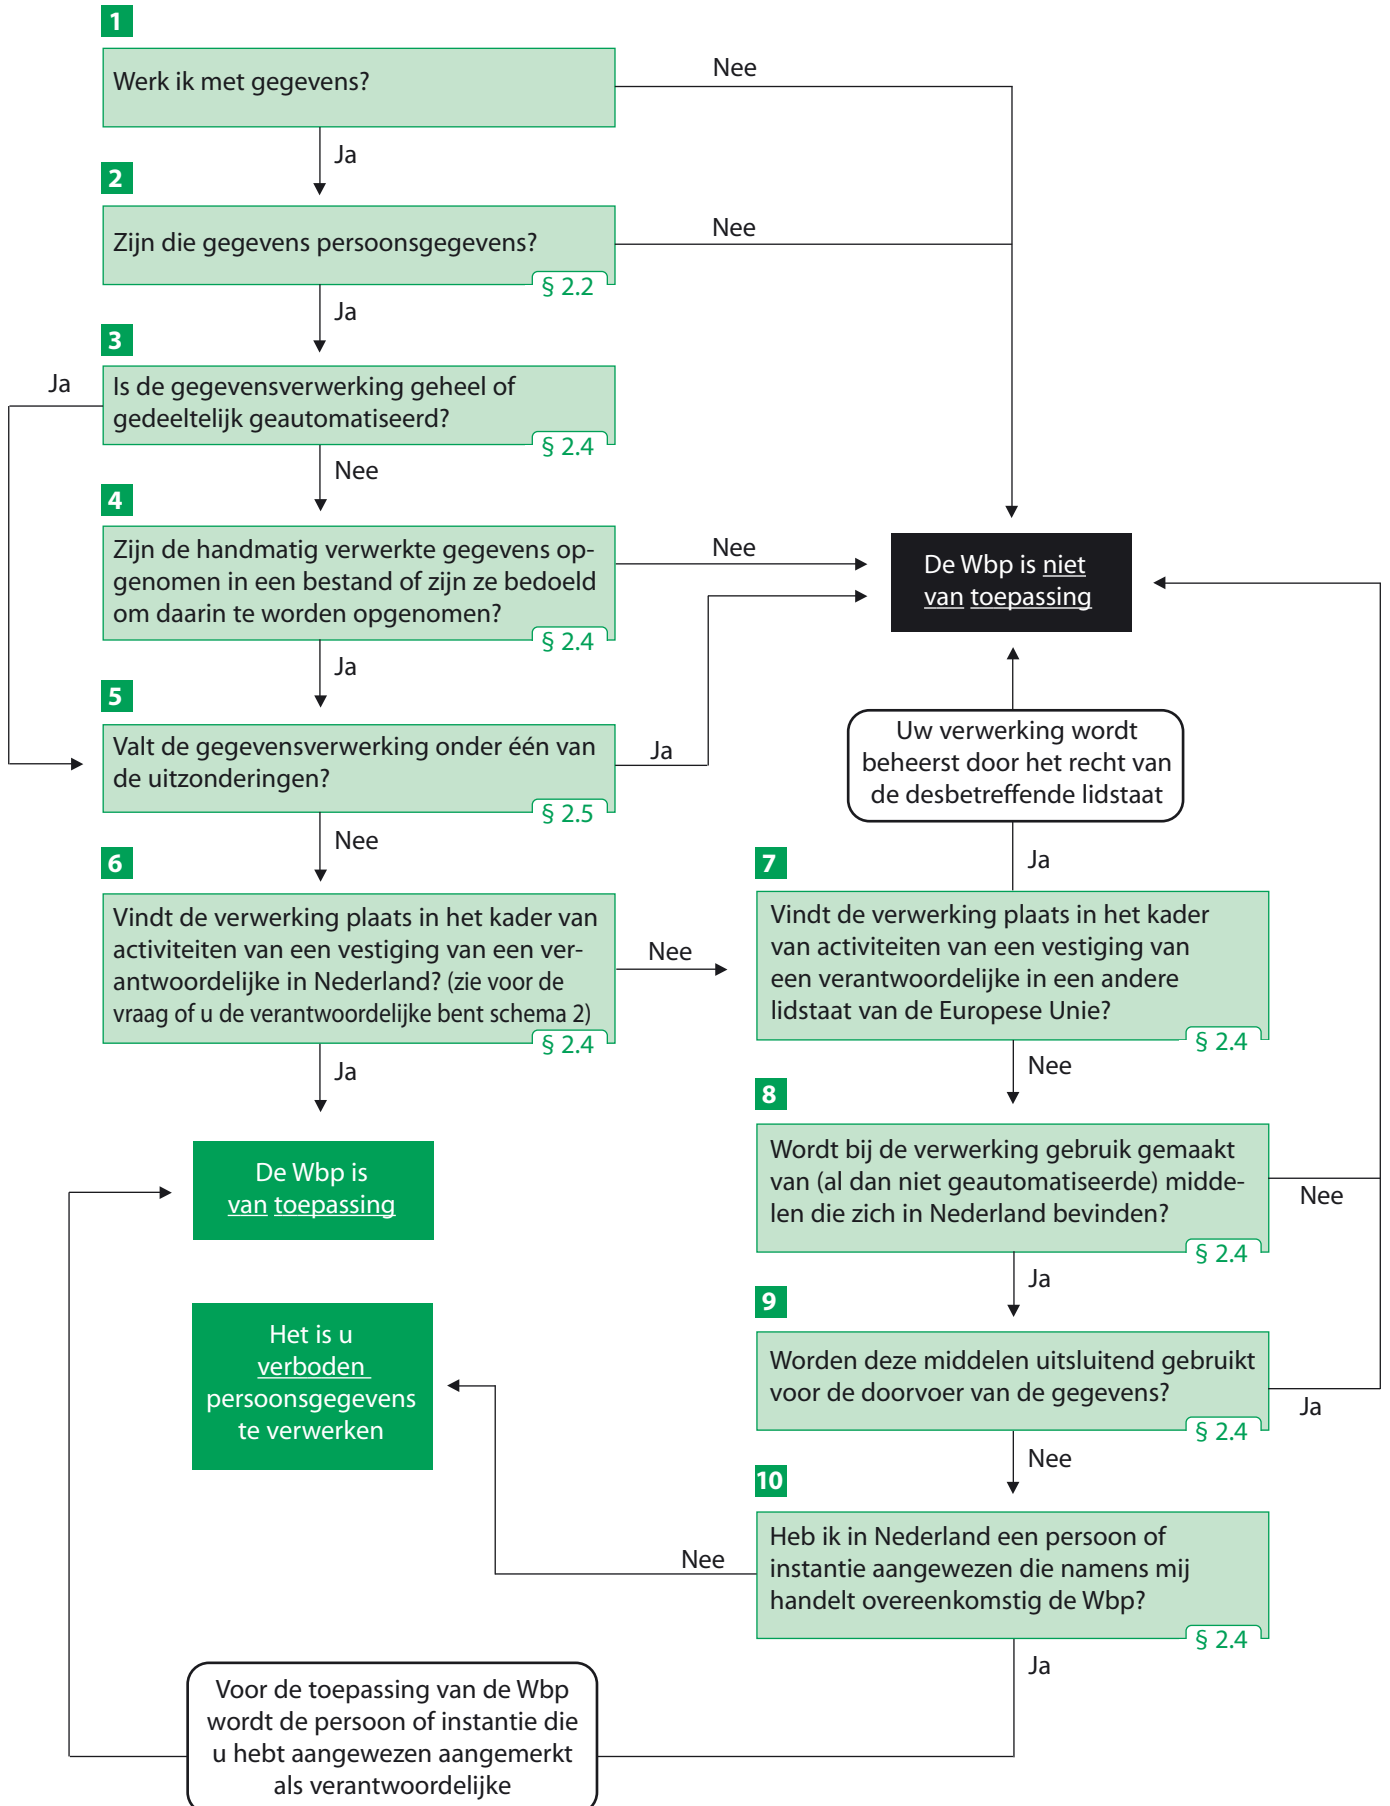 1
Werk ik met gegevens?
Nee
Ja
2
Zijn die gegevens persoonsgegevens?
§ 2.2
Nee
Ja
3
Is de gegevensverwerking geheel of
gedeeltelijk geautomatiseerd?
§ 2.4
Ja
Nee
4
Zijn de handmatig verwerkte gegevens op-
genomen in een bestand of zijn ze bedoeld
om daarin te worden opgenomen?
§ 2.4
Nee
Ja
De Wbp is niet
van toepassing
5
Valt de gegevensverwerking onder één van
de uitzonderingen?
§ 2.5
Ja
Nee
Uw verwerking wordt
beheerst door het recht van
de desbetreffende lidstaat
Ja
6
Vindt de verwerking plaats in het kader van
activiteiten van een vestiging van een ver-
antwoordelijke in Nederland? (zie voor de
vraag of u de verantwoordelijke bent schema 2)
§ 2.4
Nee
Ja
7
Vindt de verwerking plaats in het kader
van activiteiten van een vestiging van
een verantwoordelijke in een andere
lidstaat van de Europese Unie?
§ 2.4
Nee
De Wbp is
van toepassing
8
Wordt bij de verwerking gebruik gemaakt
van (al dan niet geautomatiseerde) midde-
len die zich in Nederland bevinden?
§ 2.4
Nee
Ja
Het is u
verboden
persoonsgegevens
te verwerken
9
Worden deze middelen uitsluitend gebruikt
voor de doorvoer van de gegevens?
§ 2.4
Ja
Nee
10
Heb ik in Nederland een persoon of
instantie aangewezen die namens mij
handelt overeenkomstig de Wbp?
§ 2.4
Nee
Ja
Voor de toepassing van de Wbp
wordt de persoon of instantie die
u hebt aangewezen aangemerkt
als verantwoordelijke